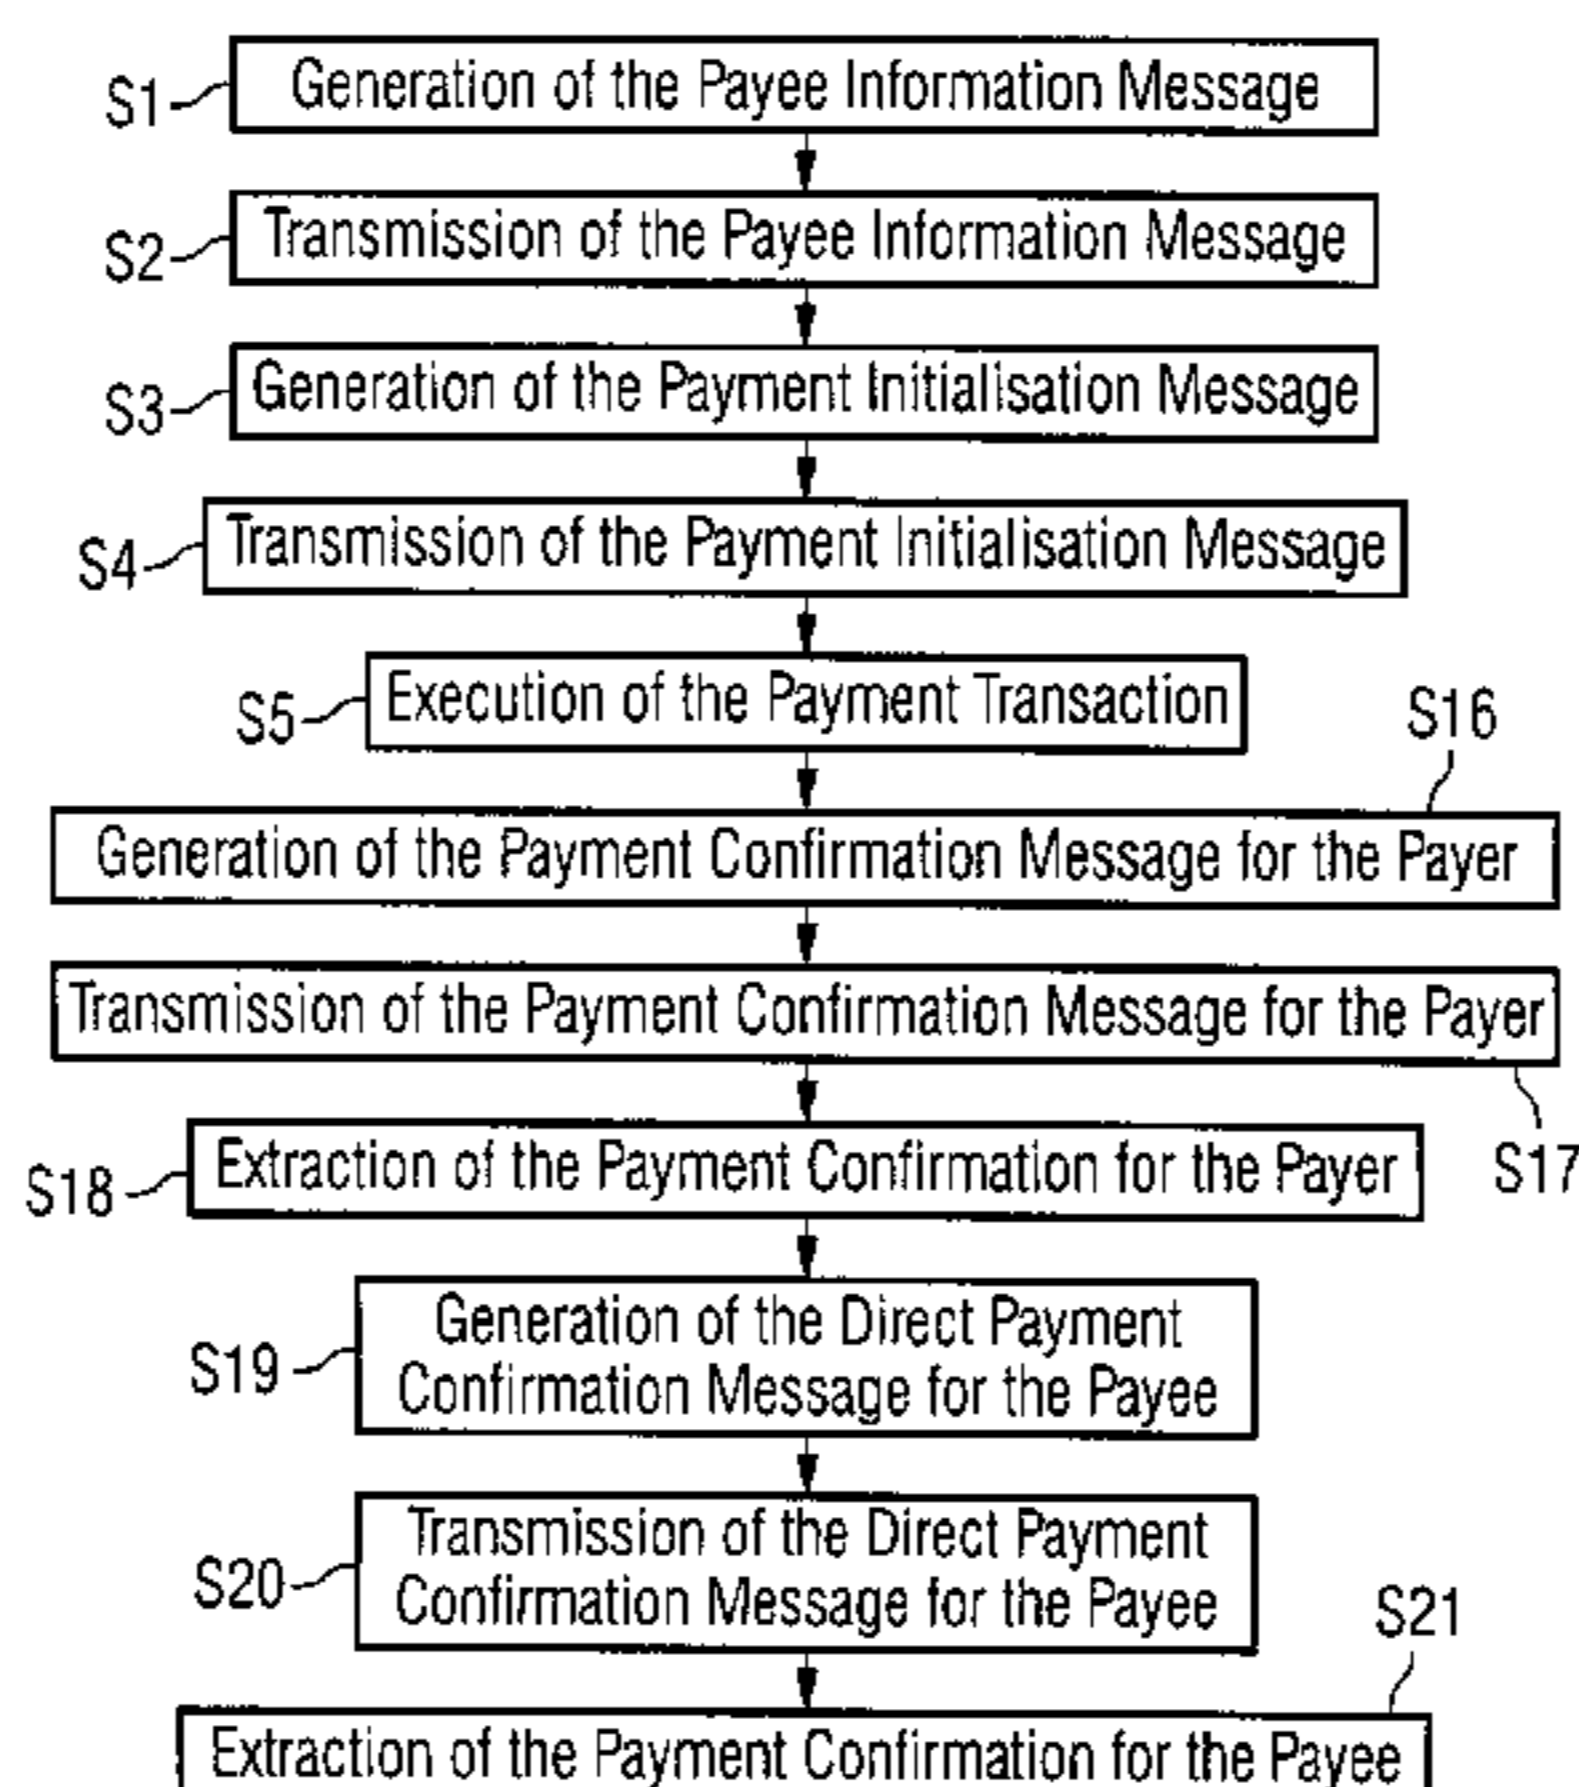 S1 Generation of the Payee Information Message
S2 Transmission of the Payee Information Message
S3 Generation of the Payment Initialisation Message
S4 Transmission of the Payment Initialisation Message
S5 Execution of the Payment Transaction
S16
Generation of the Payment Confirmation Message for the Payer
Transmission of the Payment Confirmation Message for the Payer
S17
S18 Extraction of the Payment Confirmation for the Payer
S19 Generation of the Direct Payment
Confirmation Message for the Payee
S20 Transmission of the Direct Payment
Confirmation Message for the Payee
S21
Extraction of the Payment Confirmation for the Payee